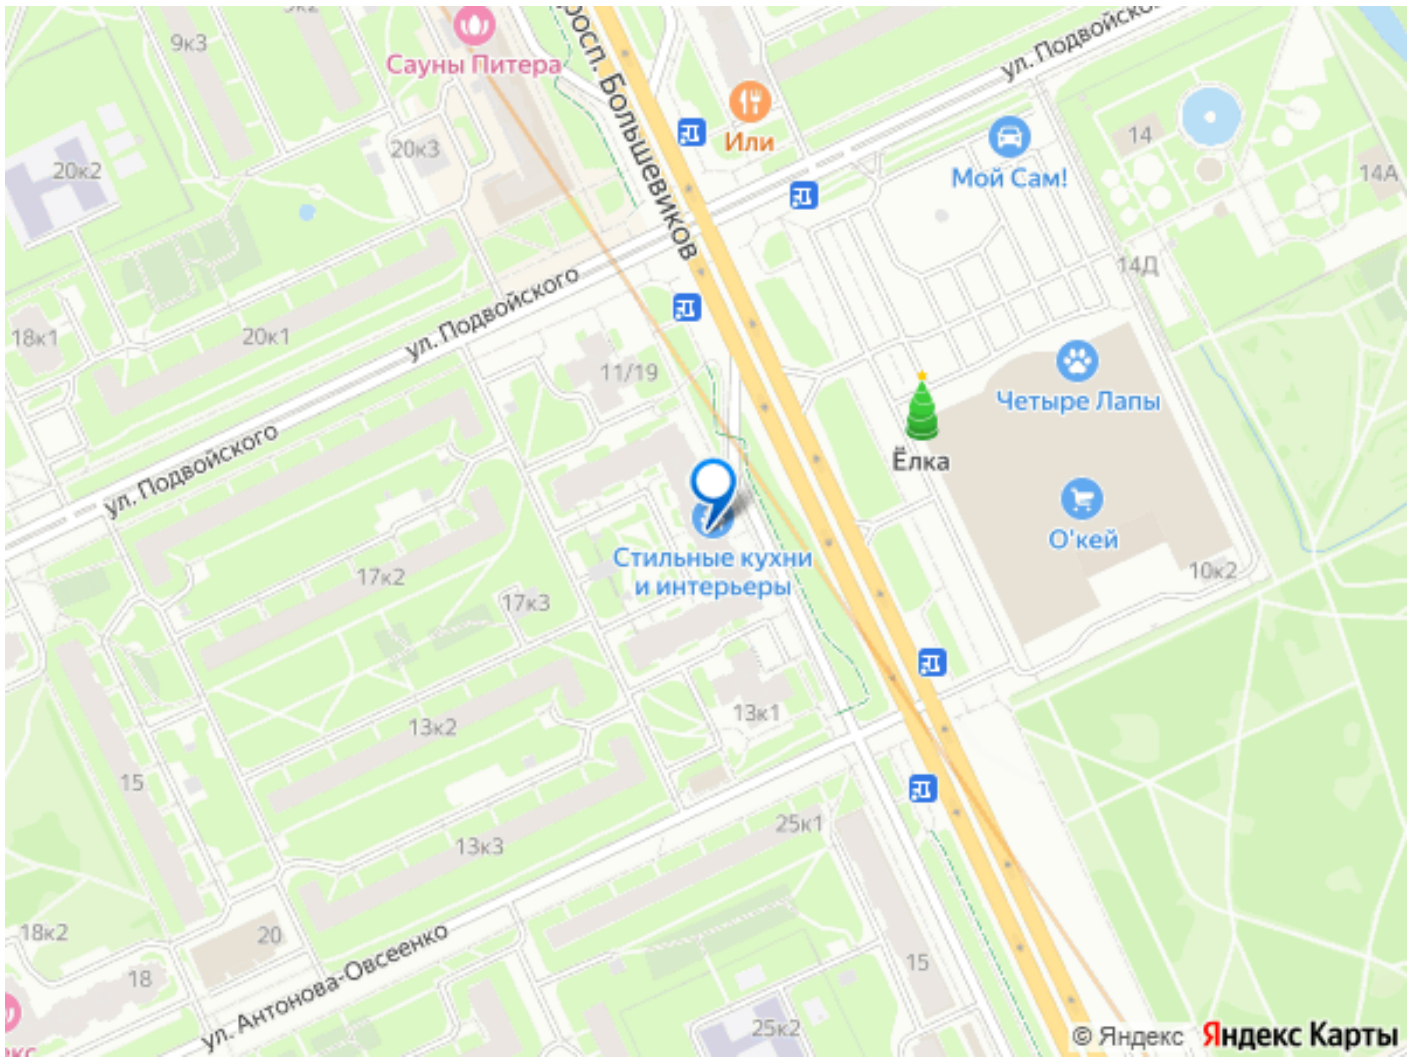 9к3
Сауны Питера
просп. Большевиков
ул. Подвойского
Или
14
Мой Сам!
14А
20к2
20к3
14Д
18к1
20к1
ул. Подвойского
11/19
Четыре Лапы
Ёлка
ул. Подвойского
О'кей
10к2
Стильные кухни
и интерьеры
17к2
17к3
13к1
13к2
15
25к1
13к3
18к2
20
18
ул. Антонова-Овсеенко
15
25к2
© Яндекс Яндекс Карты